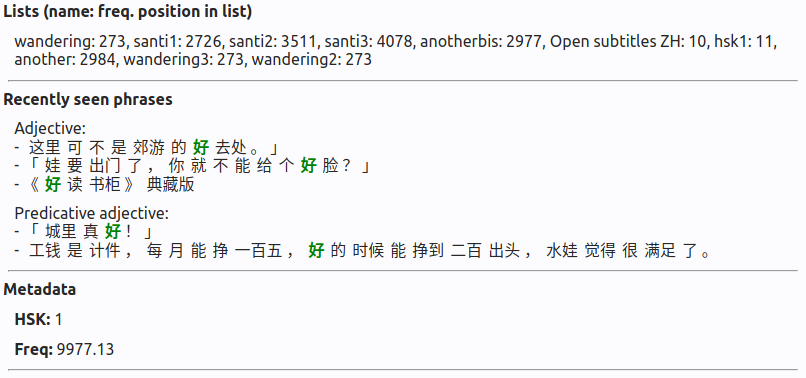 Lists (name: freq. position in list)
wandering: 273, santi1: 2726, santi2: 3511, santi3: 4078, anotherbis: 2977, Open subtitles ZH: 10, hsk1: 11,
another: 2984, wandering3: 273, wandering2: 273
Recently seen phrases
Adjective:
- 这里 可 不 是 郊游 的 好 去处 。 」
- 「 娃 要 出门 了 ， 你 就 不 能 给 个 好 脸 ？ 」
- 《 好 读 书柜 》 典藏版
Predicative adjective:
- 「 城里 真 好 ！ 」
- 工钱 是 计件 ， 每 月 能 挣 一百五 ， 好 的 时候 能 挣到 二百 出头 ， 水娃 觉得 很 满足 了 。
Metadata
HSK: 1
Freq: 9977.13